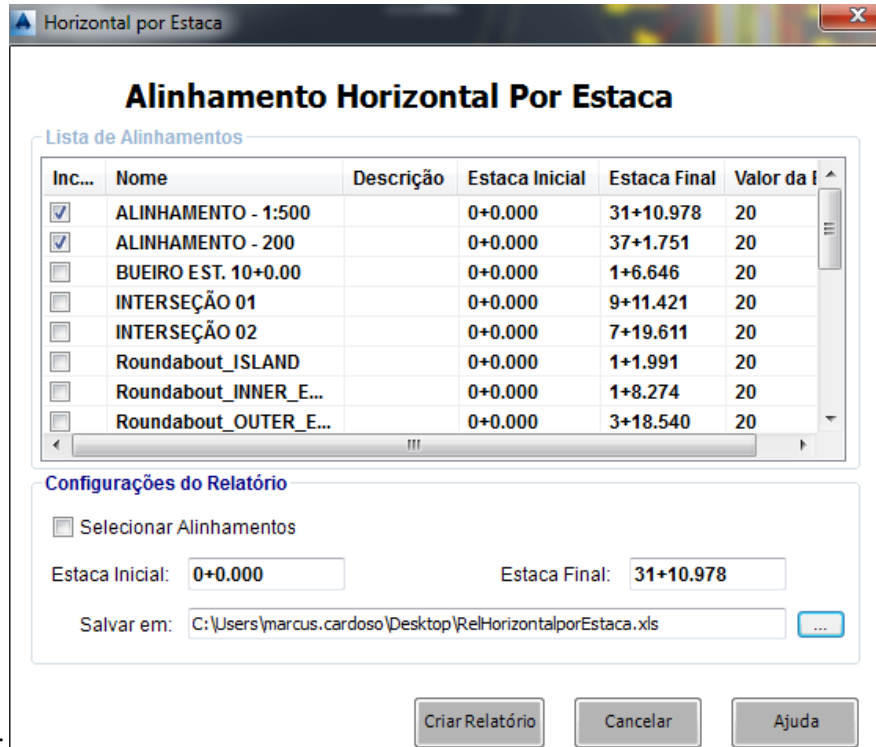 Horizontal por Estaca
Alinhamento Horizontal Por Estaca
Lista de Alinhamentos
Inc... Nome Descrição Estaca Inicial Estaca Final Valor da E
ALINHAMENTO - 1:500 0+0.000 31+10.978 20
ALINHAMENTO - 200 0+0.000 37+1.751 20
BUEIRO EST. 10+0.00 0+0.000 1+6.646 20
INTERSEÇÃO 01 0+0.000 9+11.421 20
INTERSEÇÃO 02 0+0.000 7+19.611 20
Roundabout_ISLAND 0+0.000 1+1.991 20
Roundabout_INNER_E... 0+0.000 1+8.274 20
Roundabout_OUTER_E... 0+0.000 3+18.540 20
Configurações do Relatório
Selecionar Alinhamentos
Estaca Inicial: 0+0.000 Estaca Final: 31+10.978
Salvar em: C:\Users\marcus.cardoso\Desktop\RelHorizontalporEstaca.xls ...
Criar Relatório Cancelar Ajuda
.